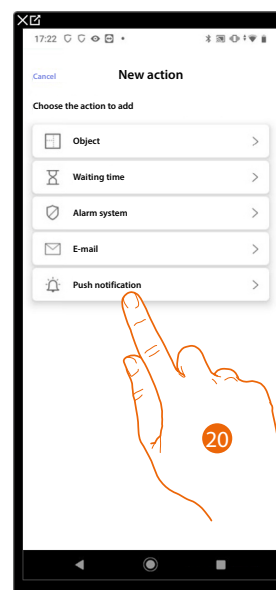 17:22
Cancel
New action
Choose the action to add
Object
Waiting time
Alarm system
E-mail
Push notification
20